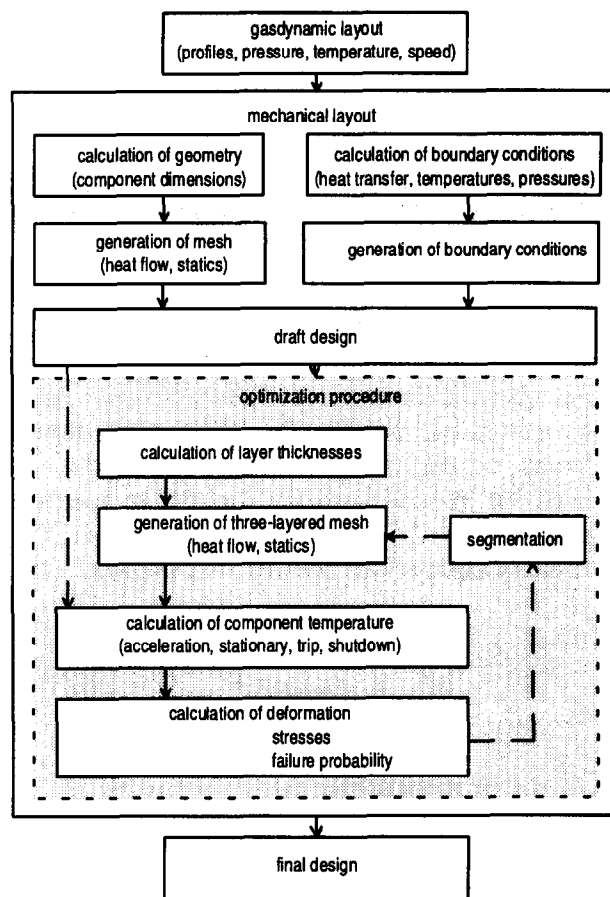 gasdynamic layout
(profiles, pressure, temperature, speed)
mechanical layout
calculation of geometry
(component dimensions)
calculation of boundary conditions
(heat transfer, temperatures, pressures)
generation of mesh
(heat flow, statics)
generation of boundary conditions
draft design
optimization procedure
calculation of layer thicknesses
generation of three-layered mesh
(heat flow, statics)
segmentation
calculation of component temperature
(acceleration, stationary, trip, shutdown)
calculation of deformation
stresses
failure probability
final design